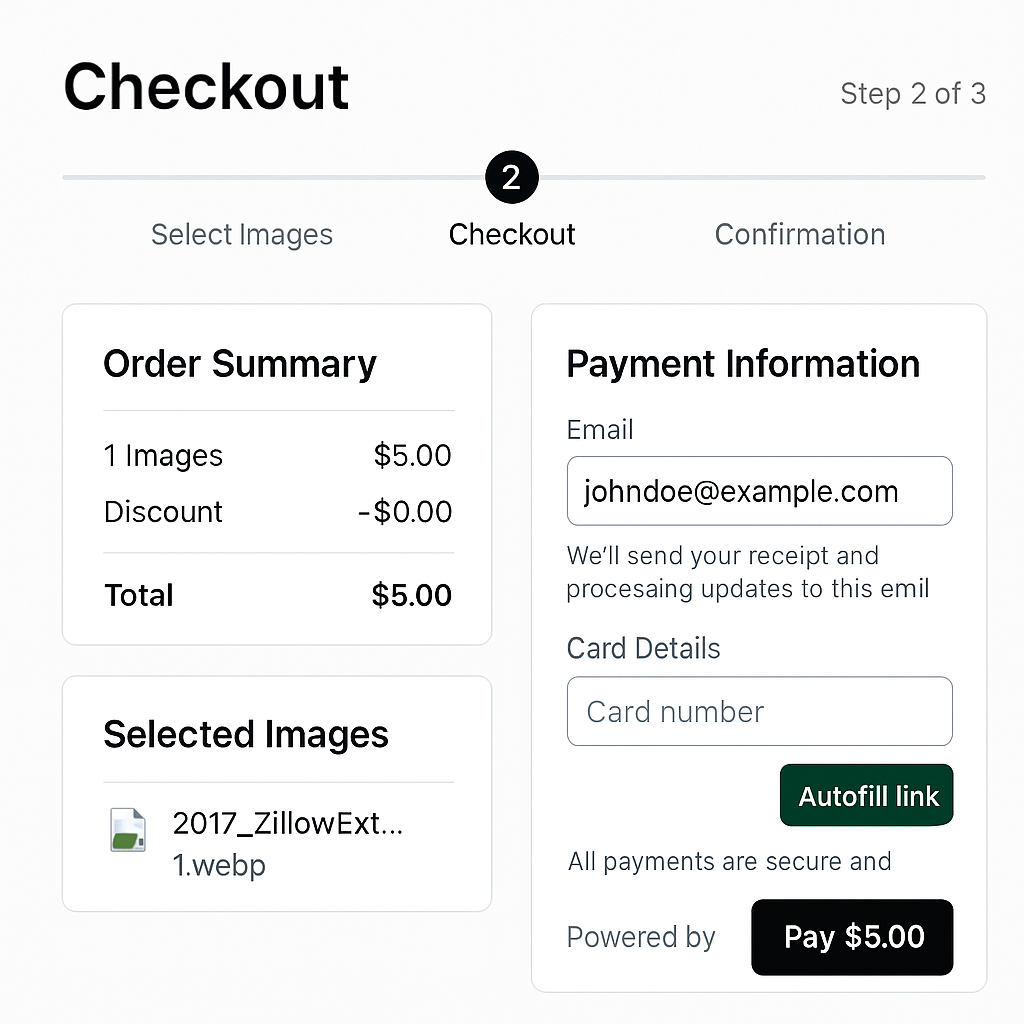 Checkout
Step 2 of 3
2
Select Images
Checkout
Confirmation
Order Summary
1 Images $5.00
Discount -$0.00
Total $5.00
Selected Images
2017_ZillowExt...
1.webp
Payment Information
Email
johndoe@example.com
We’ll send your receipt and
procesaing updates to this emil
Card Details
Card number
Autofill link
All payments are secure and
Powered by
Pay $5.00